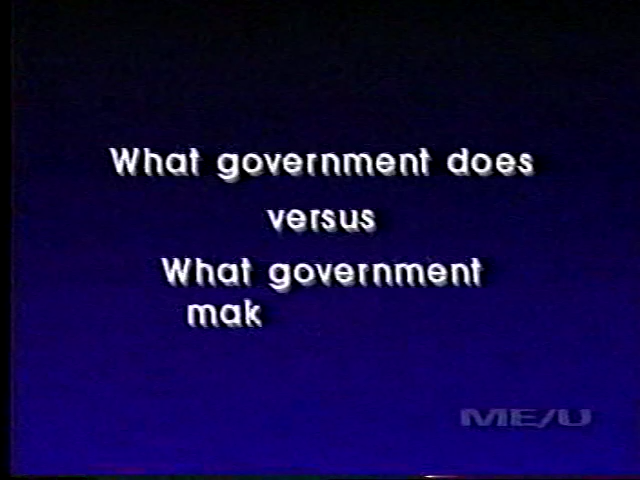 What government does
versus
What government
mak
ME/U